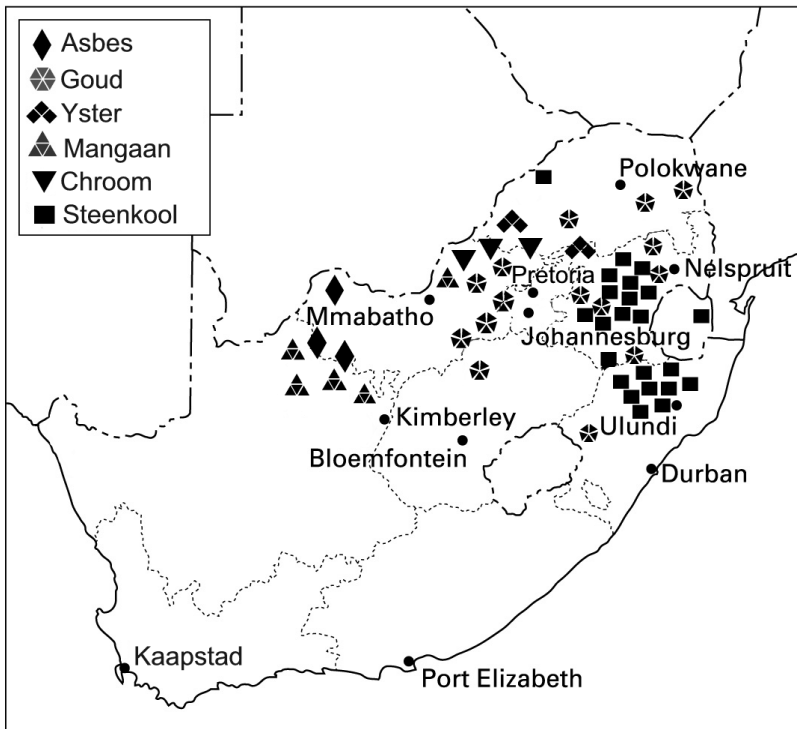 Asbes
Goud
Yster
Mangaan
Chroom
Steenkool
Polokwane
Nelspruit
Pretoria
Mmabatho
Johannesburg
Kimberley
Ulundi
Bloemfontein
Durban
Kaapstad
Port Elizabeth